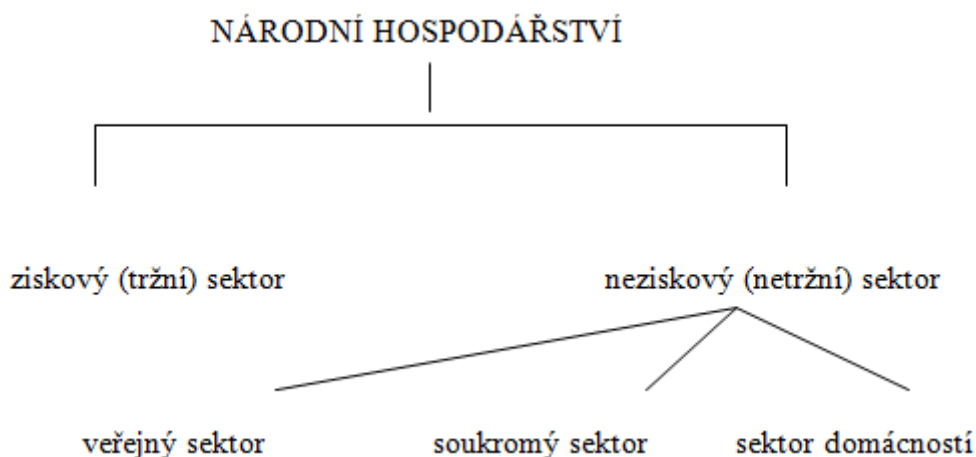 NÁRODNÍ HOSPODÁŘSTVÍ
ziskový (tržní) sektor
neziskový (netržní) sektor
veřejný sektor
soukromý sektor
sektor domácností